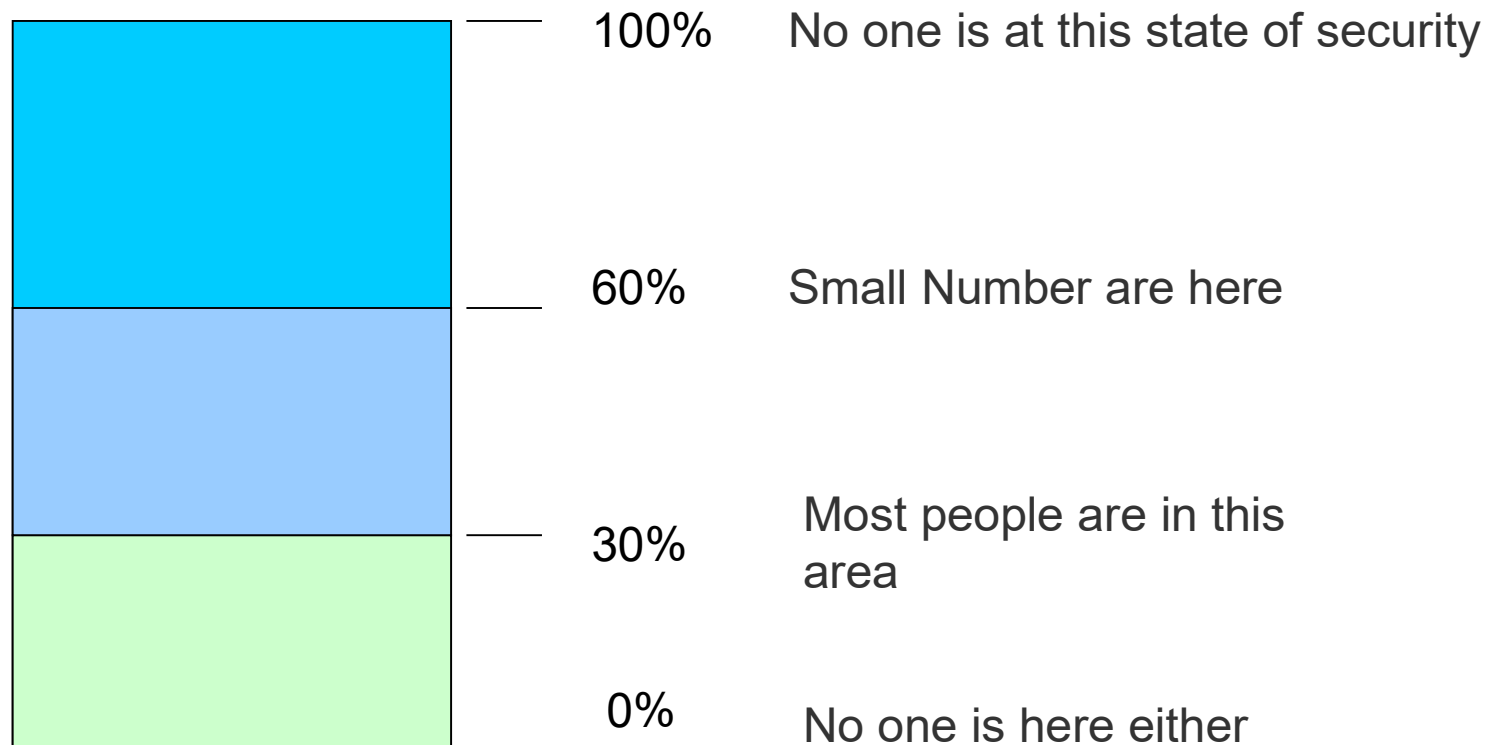 100% No one is at this state of security
60% Small Number are here
30% Most people are in this
area
0% No one is here either